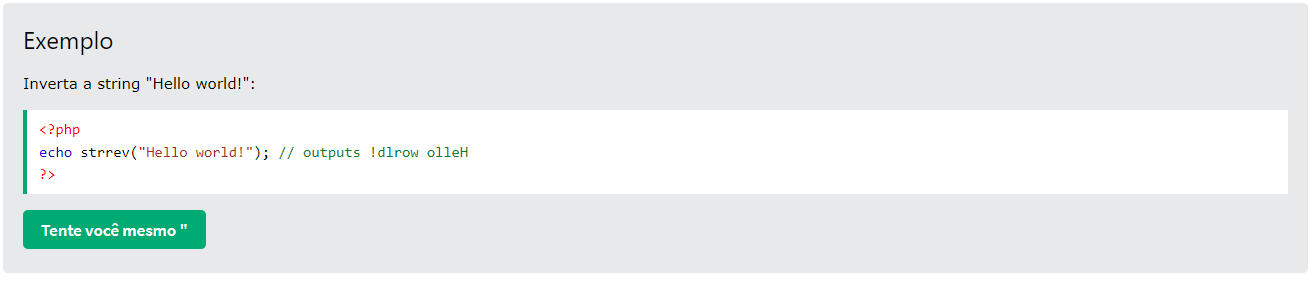 Exemplo
Inverta a string "Hello world!":
<?php
echo strrev("Hello world!"); // outputs !dlrow olleH
?>
Tente você mesmo "